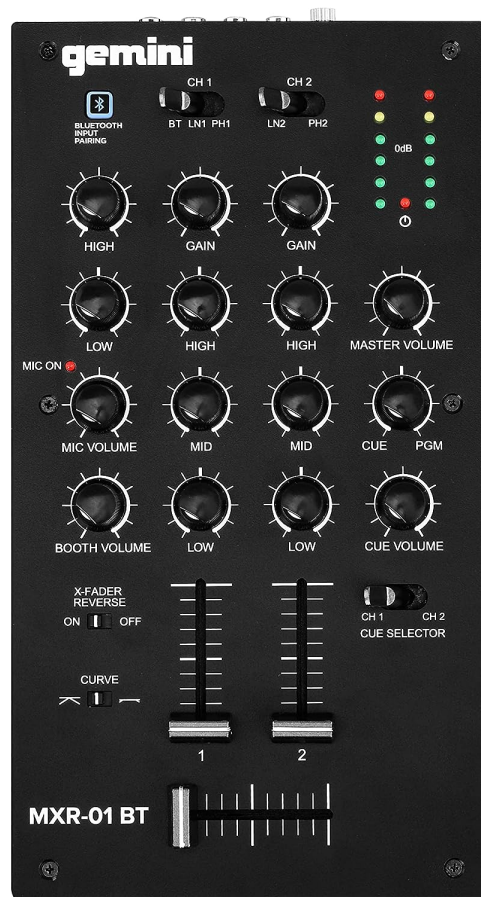 gemini
CH 1
CH 2
BT LN1 PH1
LN2 PH2
BLUETOOTH
INPUT
PAIRING
0dB
HIGH
GAIN
GAIN
LOW
HIGH
HIGH
MASTER VOLUME
MIC ON
MIC VOLUME
MID
MID
CUE PGM
BOOTH VOLUME
LOW
LOW
CUE VOLUME
X-FADER
REVERSE
ON OFF
CH 1 CH 2
CUE SELECTOR
CURVE
1
2
MXR-01 BT